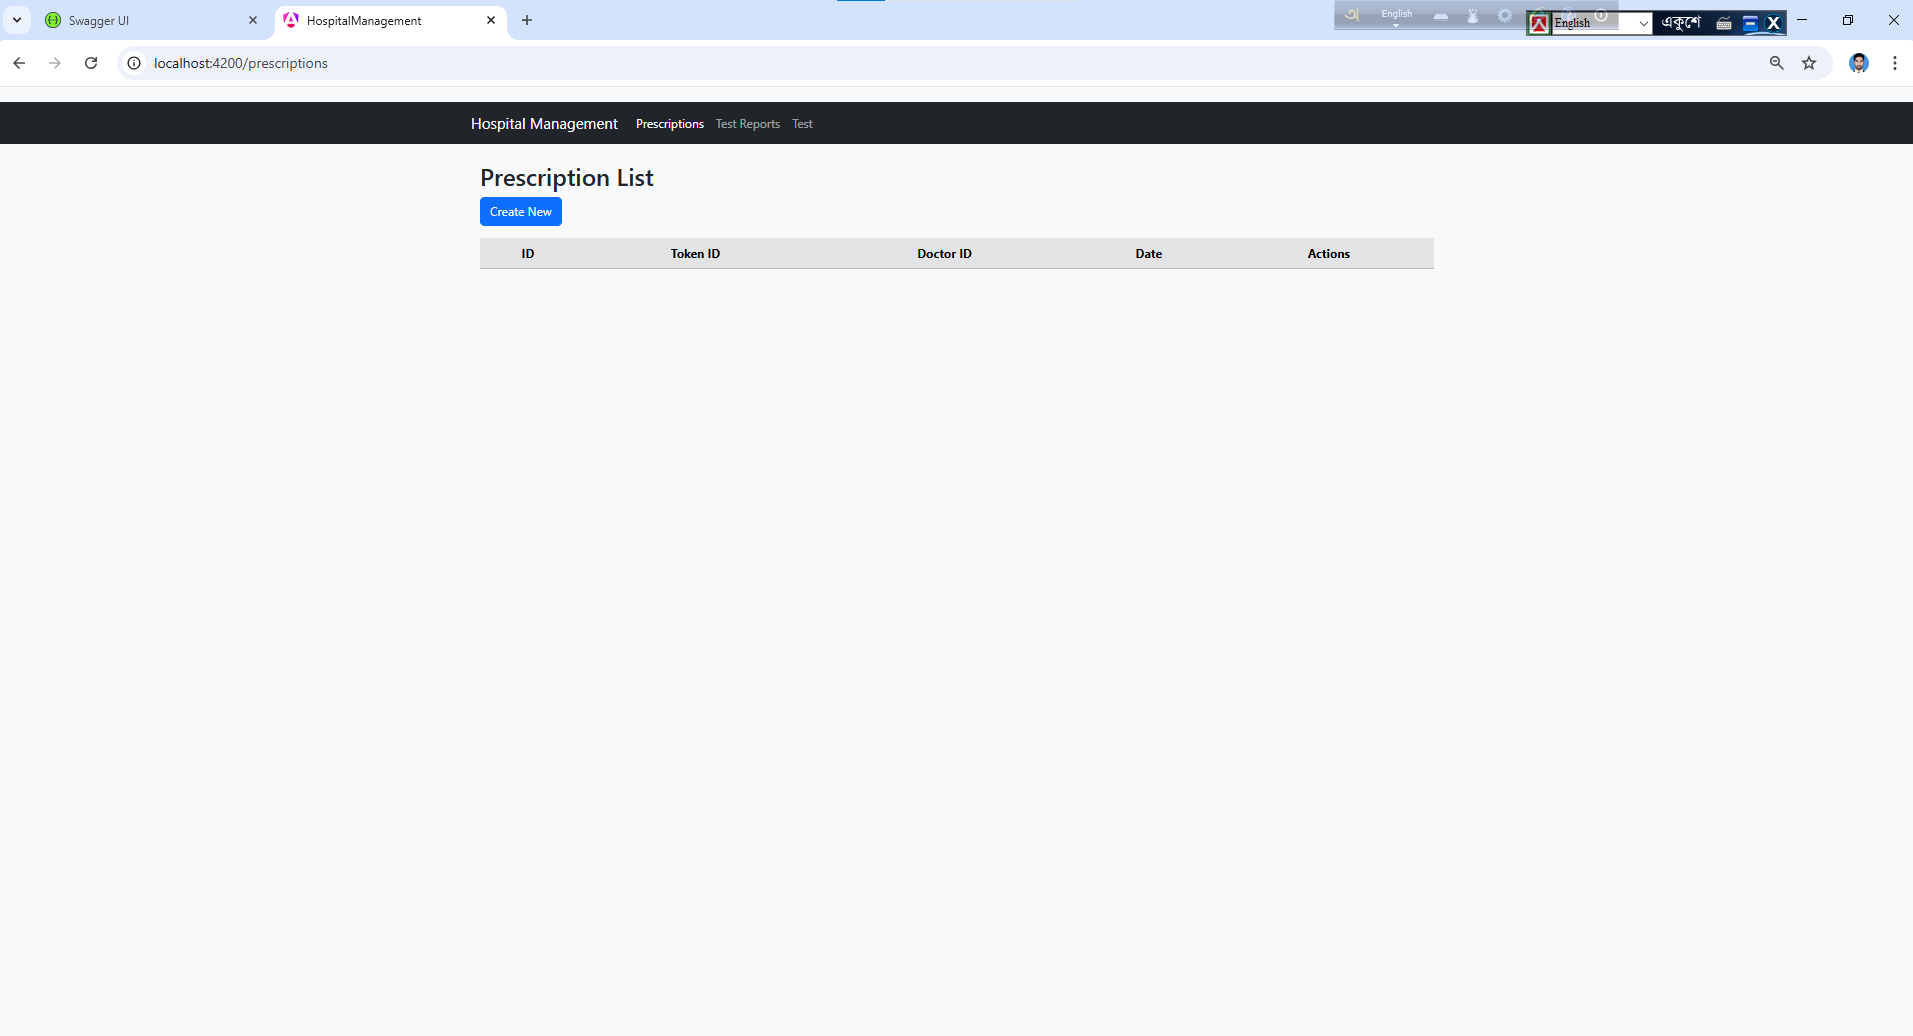 Swagger UI
HospitalManagement
English
English
একুশে
localhost:4200/prescriptions
Hospital Management Prescriptions Test Reports Test
Prescription List
Create New
ID Token ID Doctor ID Date Actions